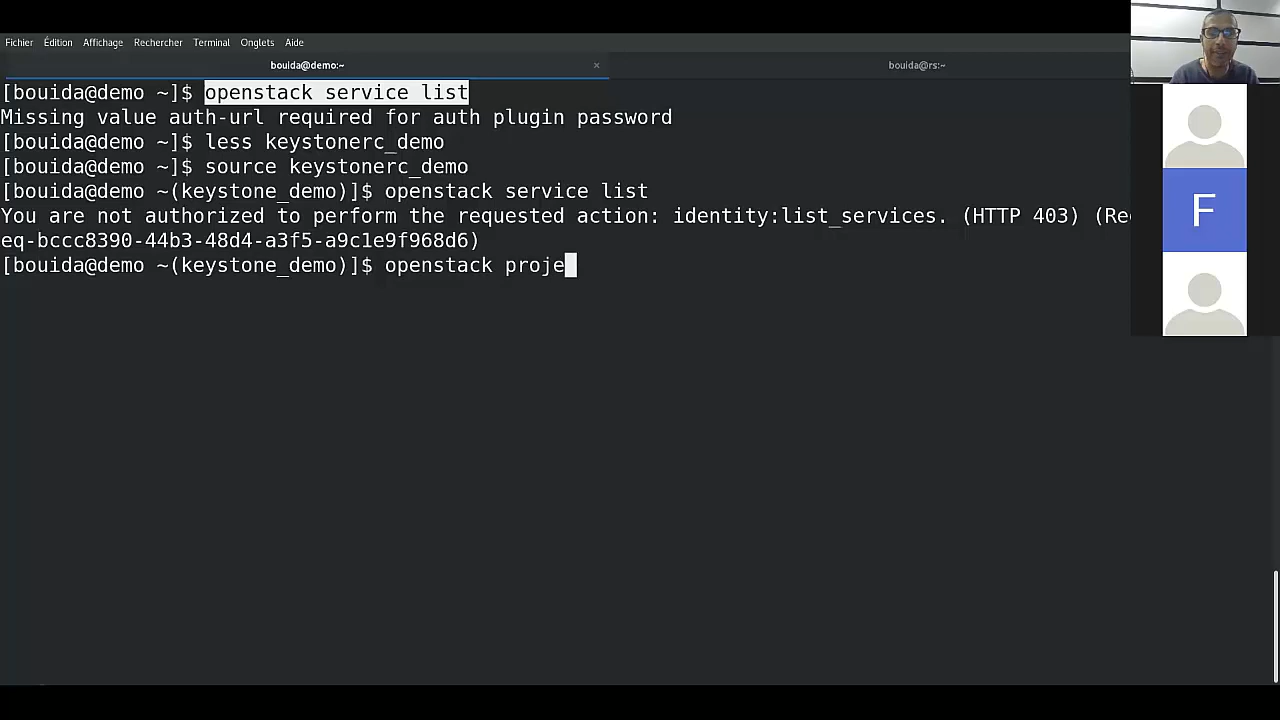 Fichier Édition Affichage Rechercher Terminal Onglets Aide
bouida@demo:~ × bouida@rs:~
[bouida@demo ~]$ openstack service list
Missing value auth-url required for auth plugin password
[bouida@demo ~]$ less keystonerc_demo
[bouida@demo ~]$ source keystonerc_demo
[bouida@demo ~(keystone_demo)]$ openstack service list
You are not authorized to perform the requested action: identity:list_services. (HTTP 403) (Re
eq-bccc8390-44b3-48d4-a3f5-a9c1e9f968d6)
[bouida@demo ~(keystone_demo)]$ openstack proje
F